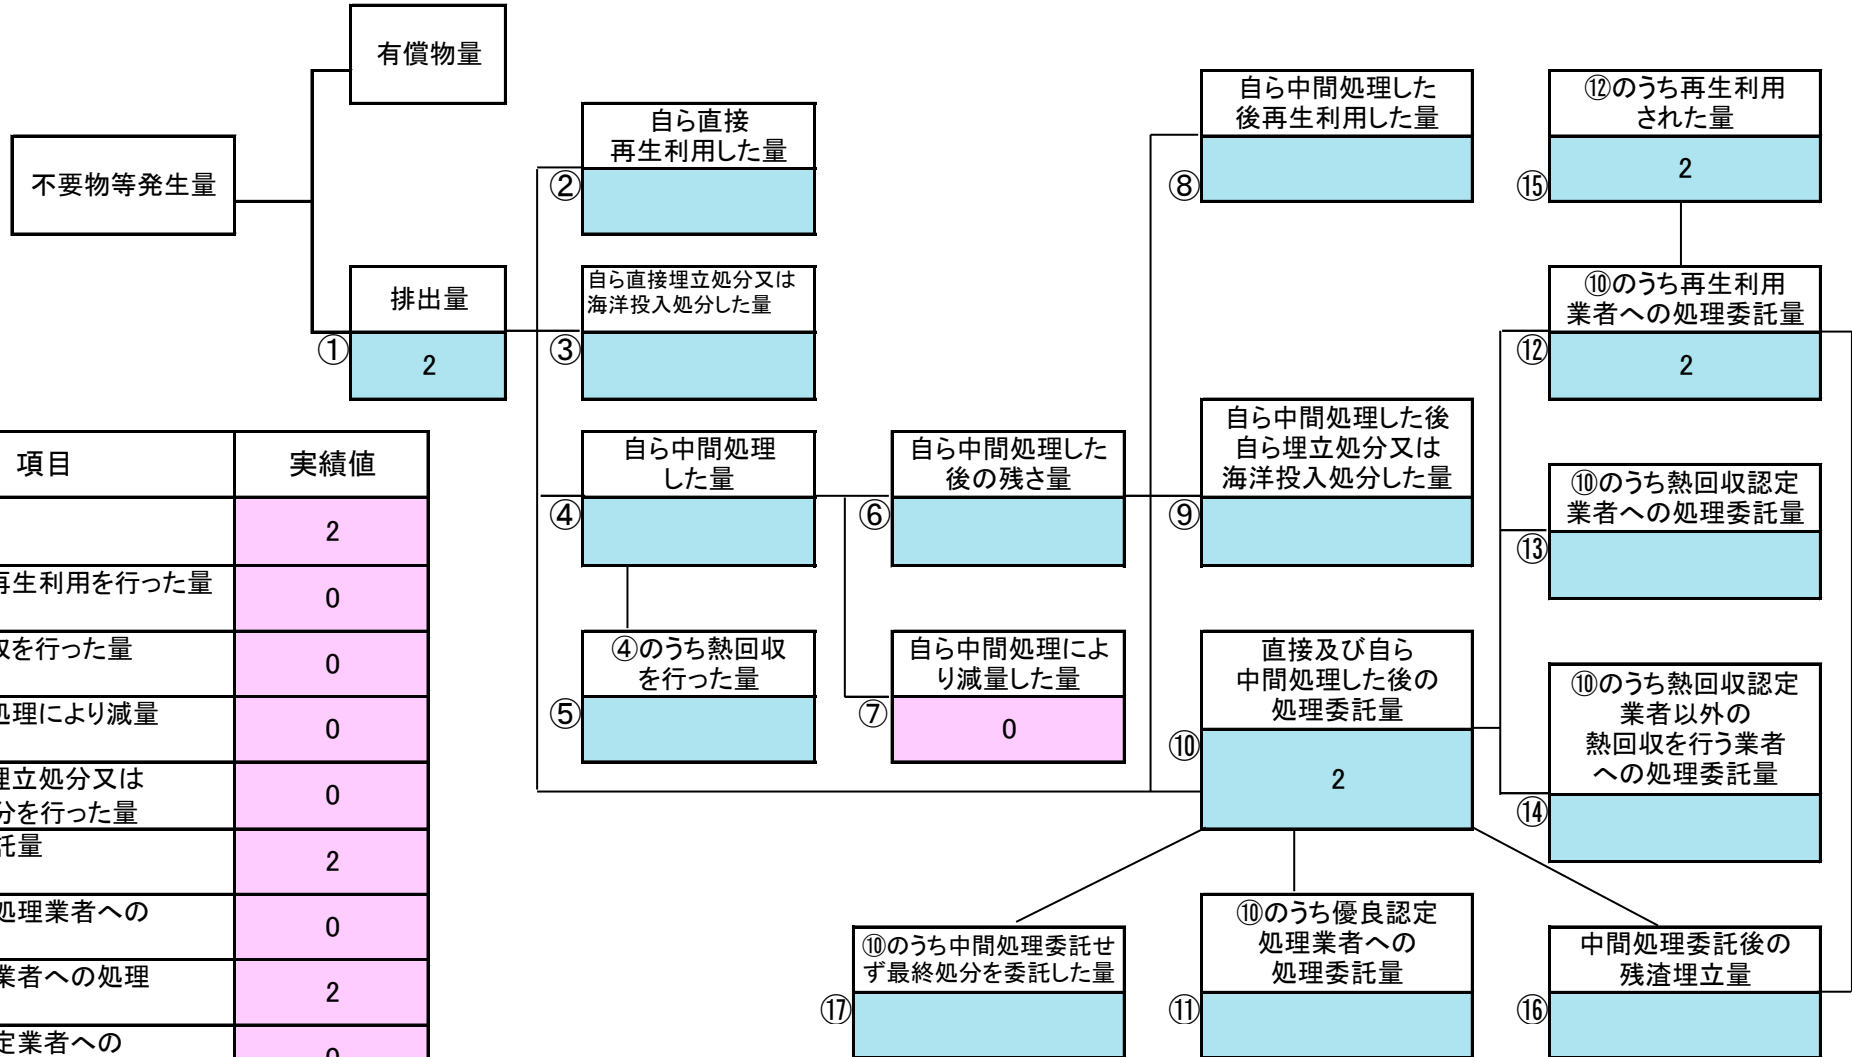 有償物量
不要物等発生量
排出量
①
2
自ら直接
再生利用した量
②
自ら直接埋立処分又は
海洋投入処分した量
③
自ら中間処理
した量
④
④のうち熱回収
を行った量
⑤
自ら中間処理した
後の残さ量
⑥
自ら中間処理によ
り減量した量
⑦
0
自ら中間処理した
後再生利用した量
⑧
自ら中間処理した後
自ら埋立処分又は
海洋投入処分した量
⑨
直接及び自ら
中間処理した後の
処理委託量
⑩
2
⑫のうち再生利用
された量
⑮
2
⑩のうち再生利用
業者への処理委託量
⑫
2
⑩のうち熱回収認定
業者への処理委託量
⑬
⑩のうち熱回収認定
業者以外の
熱回収を行う業者
への処理委託量
⑭
⑩のうち中間処理委託せ
ず最終処分を委託した量
⑰
⑩のうち優良認定
処理業者への
処理委託量
⑪
中間処理委託後の
残渣埋立量
⑯
項目 実績値
2
再生利用を行った量
0
収を行った量
0
処理により減量
0
埋立処分又は
分を行った量
0
託量
2
処理業者への
0
業者への処理
2
定業者への
0